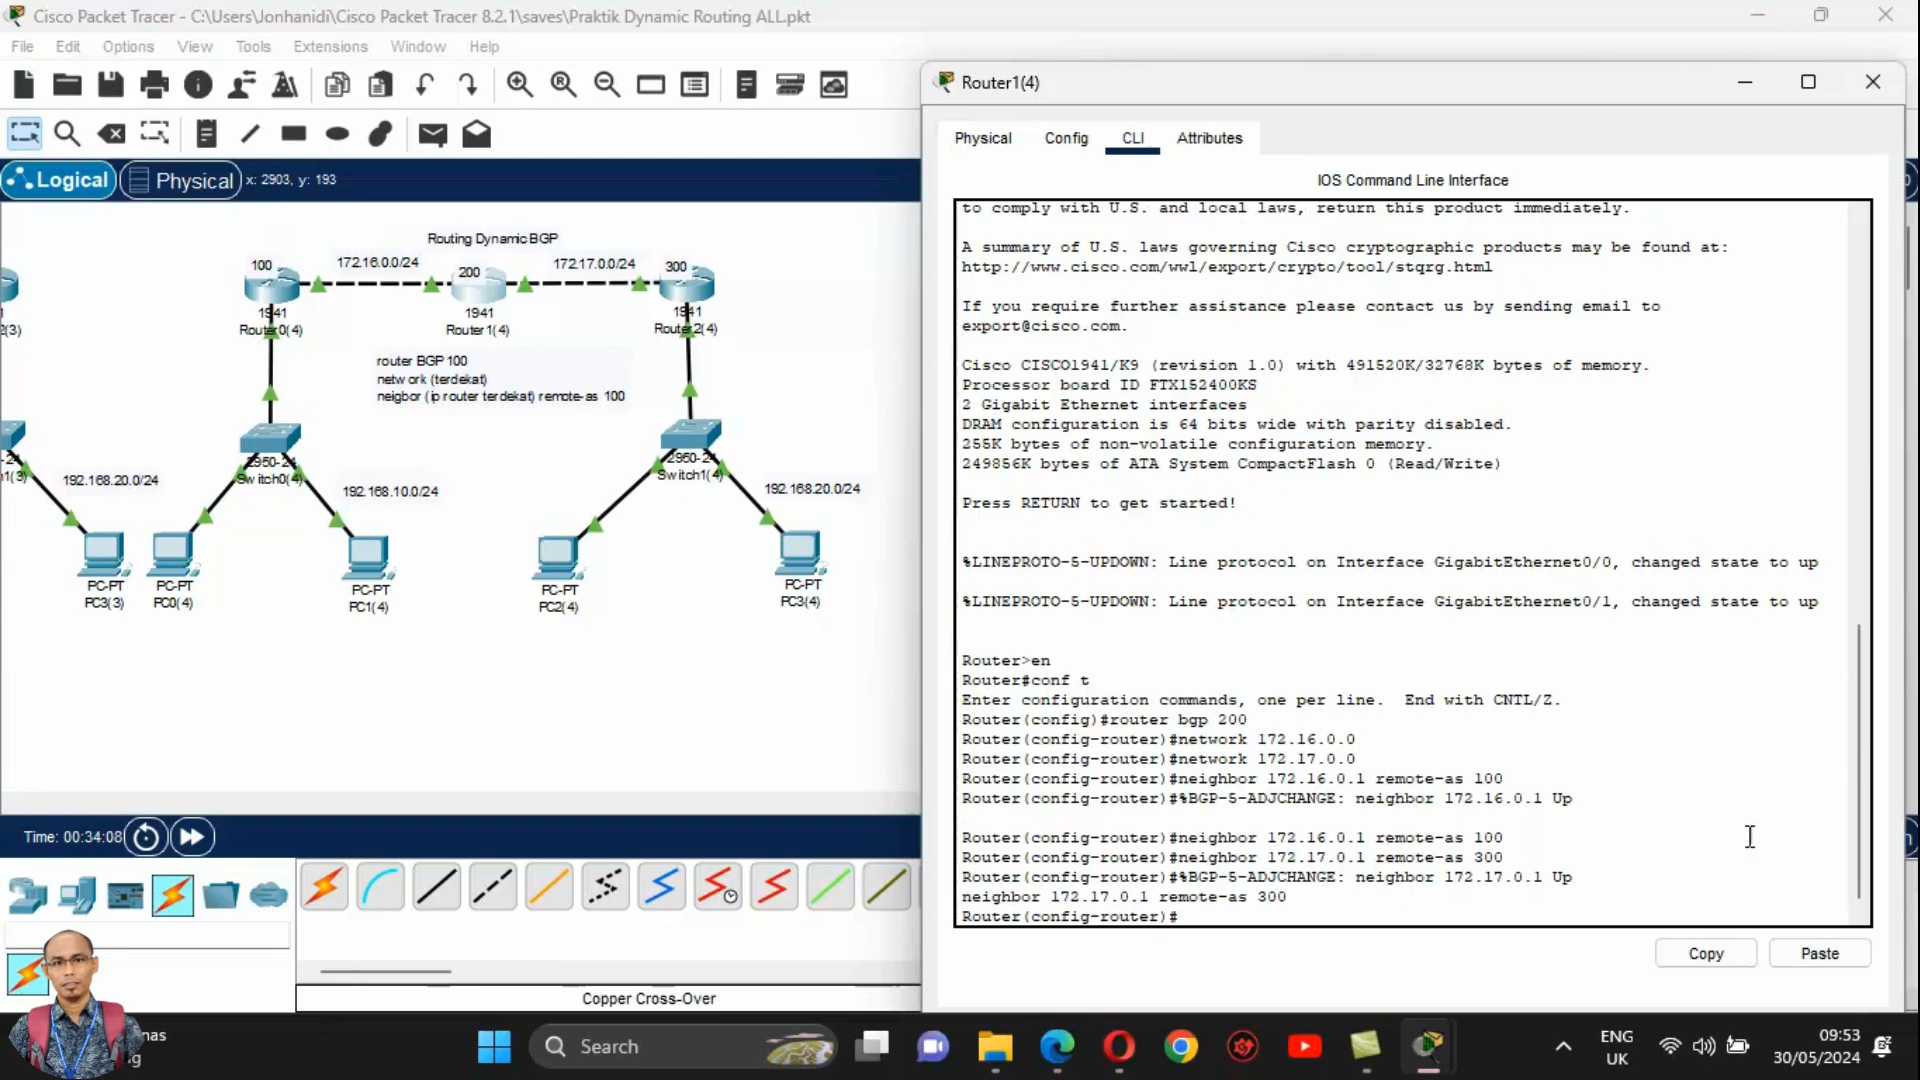 Cisco Packet Tracer - C:\Users\Jonhanidi\Cisco Packet Tracer 8.2.1\saves\Praktik Dynamic Routing ALL.pkt
File Edit Options View Tools Extensions Window Help
Logical Physical x: 2903, y: 193
Routing Dynamic BGP
100 172.16.0.0/24 200 172.17.0.0/24 300
1941 1941 1941
Router0(4) Router1(4) Router2(4)
router BGP 100
netw ork (terdekat)
neigbor (ip router terdekat) remote-as 100
2950-24 2950-24
Sw itch0(4) Sw itch1(4)
192.168.20.0/24 192.168.10.0/24 192.168.20.0/24
PC-PT PC-PT PC-PT PC-PT PC-PT
PC3(3) PC0(4) PC1(4) PC2(4) PC3(4)
Time: 00:34:08
Copper Cross-Over
Router1(4)
Physical Config CLI Attributes
IOS Command Line Interface
to comply with U.S. and local laws, return this product immediately.
A summary of U.S. laws governing Cisco cryptographic products may be found at:
http://www.cisco.com/wwl/export/crypto/tool/stqrg.html
If you require further assistance please contact us by sending email to
export@cisco.com.
Cisco CISCO1941/K9 (revision 1.0) with 491520K/32768K bytes of memory.
Processor board ID FTX152400KS
2 Gigabit Ethernet interfaces
DRAM configuration is 64 bits wide with parity disabled.
255K bytes of non-volatile configuration memory.
249856K bytes of ATA System CompactFlash 0 (Read/Write)
Press RETURN to get started!
%LINEPROTO-5-UPDOWN: Line protocol on Interface GigabitEthernet0/0, changed state to up
%LINEPROTO-5-UPDOWN: Line protocol on Interface GigabitEthernet0/1, changed state to up
Router>en
Router#conf t
Enter configuration commands, one per line. End with CNTL/Z.
Router(config)#router bgp 200
Router(config-router)#network 172.16.0.0
Router(config-router)#network 172.17.0.0
Router(config-router)#neighbor 172.16.0.1 remote-as 100
Router(config-router)#%BGP-5-ADJCHANGE: neighbor 172.16.0.1 Up
Router(config-router)#neighbor 172.16.0.1 remote-as 100
Router(config-router)#neighbor 172.17.0.1 remote-as 300
Router(config-router)#%BGP-5-ADJCHANGE: neighbor 172.17.0.1 Up
neighbor 172.17.0.1 remote-as 300
Router(config-router)#
Copy Paste
Search
ENG
UK
09:53
30/05/2024